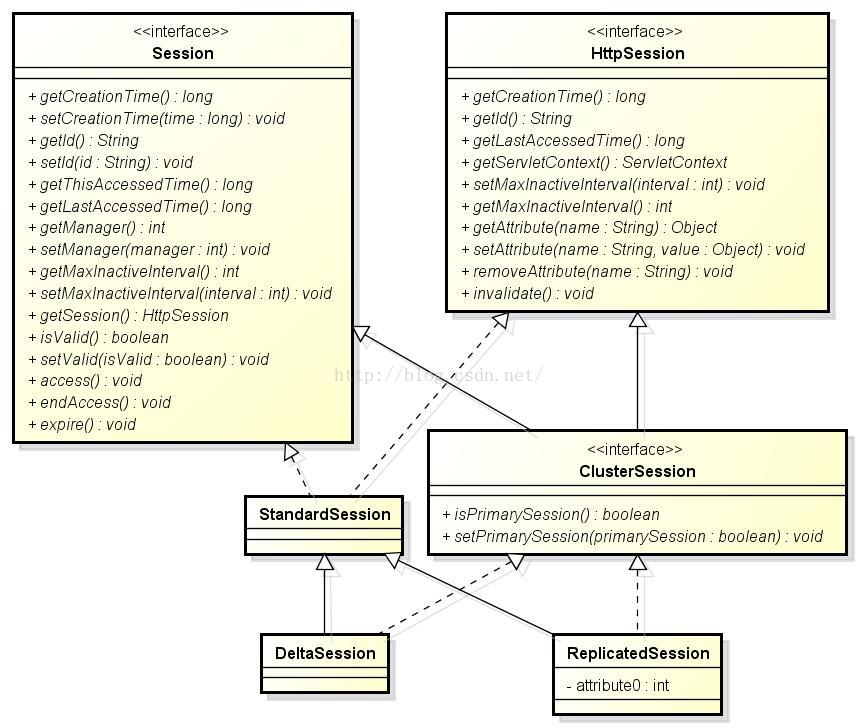 <<interface>>
Session
+ getCreationTime() : long
+ setCreationTime(time : long) : void
+ getId() : String
+ setId(id : String) : void
+ getThisAccessedTime() : long
+ getLastAccessedTime() : long
+ getManager() : int
+ setManager(manager : int) : void
+ getMaxInactiveInterval() : int
+ setMaxInactiveInterval(interval : int) : void
+ getSession() : HttpSession
+ isValid() : boolean
+ setValid(isValid : boolean) : void
+ access() : void
+ endAccess() : void
+ expire() : void
<<interface>>
HttpSession
+ getCreationTime() : long
+ getId() : String
+ getLastAccessedTime() : long
+ getServletContext() : ServletContext
+ setMaxInactiveInterval(interval : int) : void
+ getMaxInactiveInterval() : int
+ getAttribute(name : String) : Object
+ setAttribute(name : String, value : Object) : void
+ removeAttribute(name : String) : void
+ invalidate() : void
http://blog.csdn.net/
<<interface>>
ClusterSession
+ isPrimarySession() : boolean
+ setPrimarySession(primarySession : boolean) : void
StandardSession
DeltaSession
ReplicatedSession
- attribute0 : int